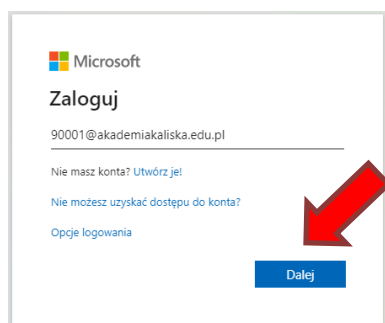 Microsoft
Zaloguj
90001@akademiakaliska.edu.pl
Nie masz konta? Utwórz je!
Nie możesz uzyskać dostępu do konta?
Opcje logowania
Dalej